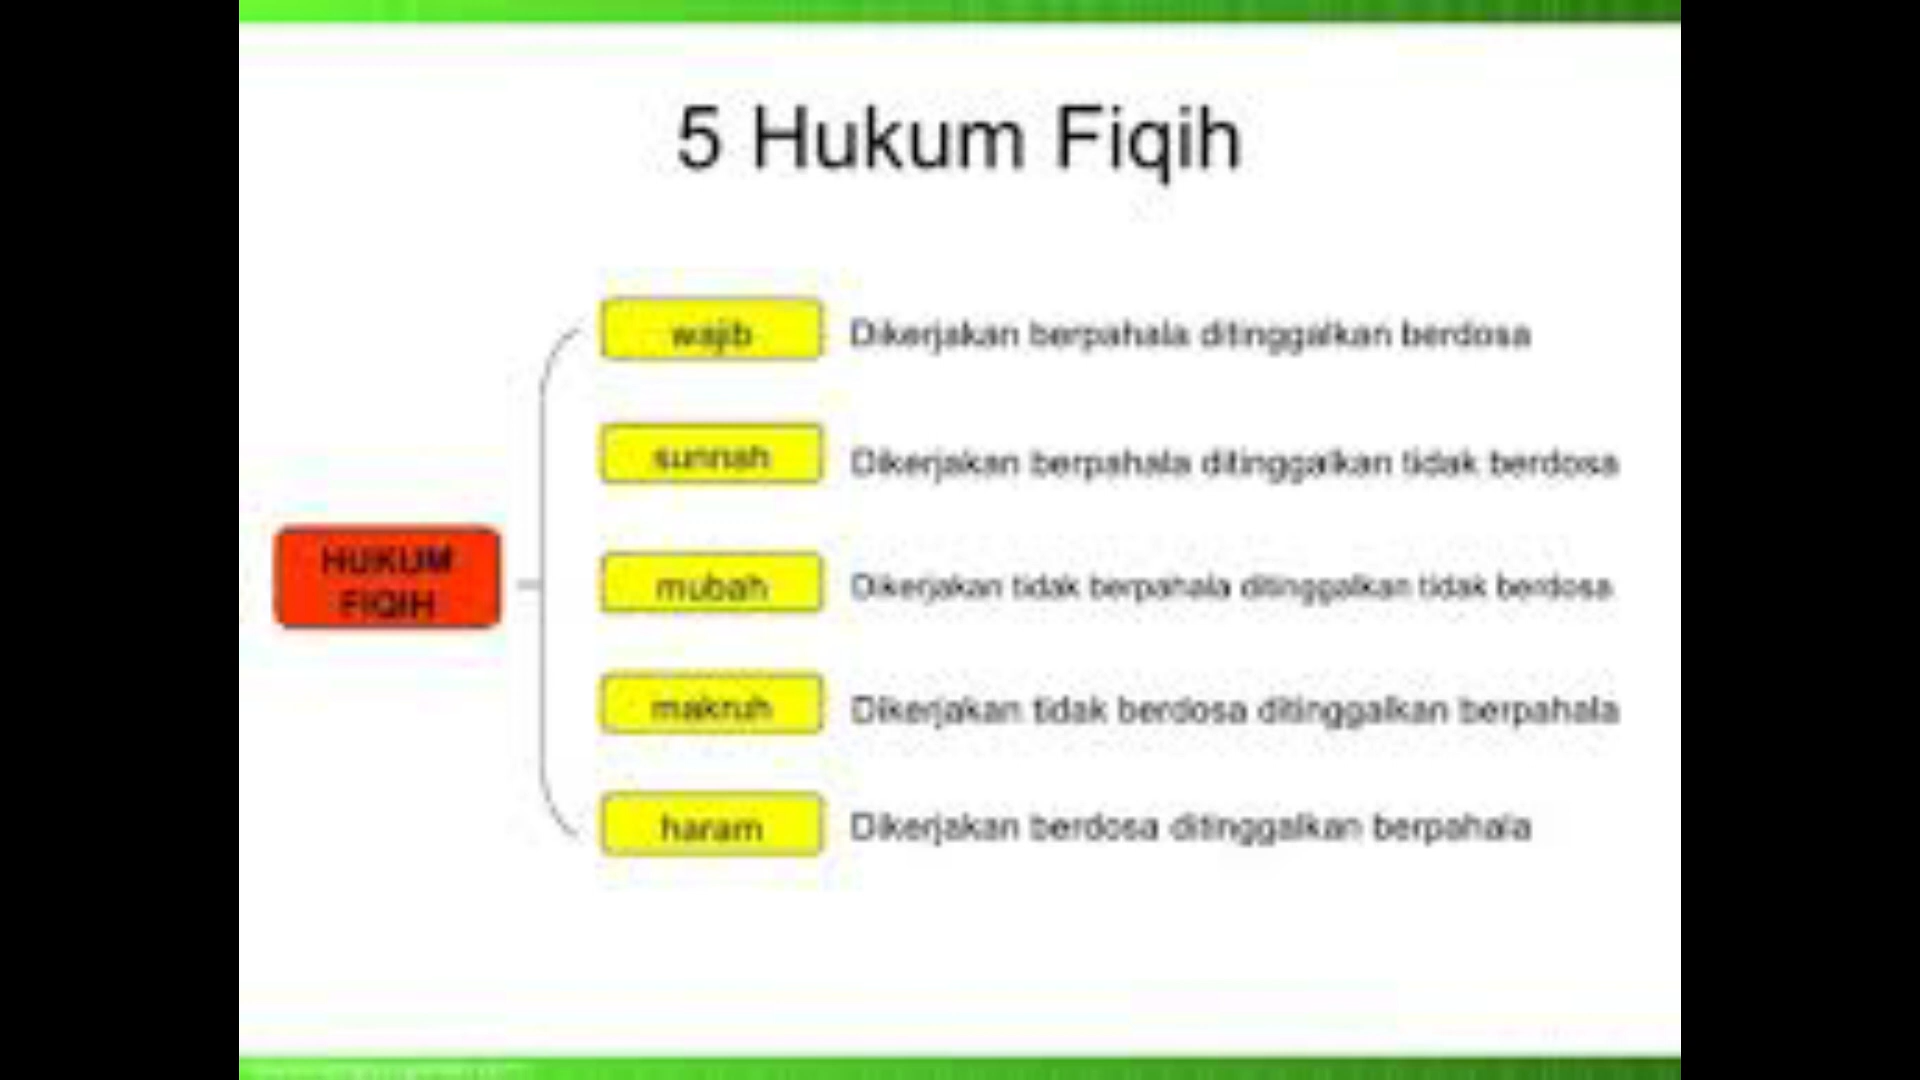 5 Hukum Fiqih
HUKUM
FIQIH
wajib
Dikerjakan berpahala ditinggalkan berdosa
sunnah
Dikerjakan berpahala ditinggalkan tidak berdosa
mubah
Dikerjakan tidak berpahala ditinggalkan tidak berdosa
makruh
Dikerjakan tidak berdosa ditinggalkan berpahala
haram
Dikerjakan berdosa ditinggalkan berpahala